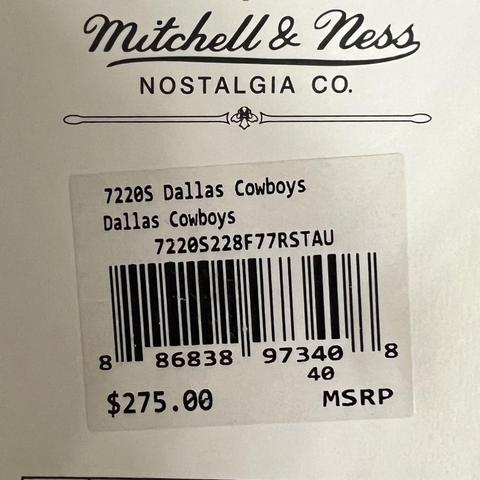 Mitchell & Ness
NOSTALGIA CO.
7220S Dallas Cowboys
Dallas Cowboys
7220S228F77RSTAU
8 86838 97340 8
40
$275.00 MSRP